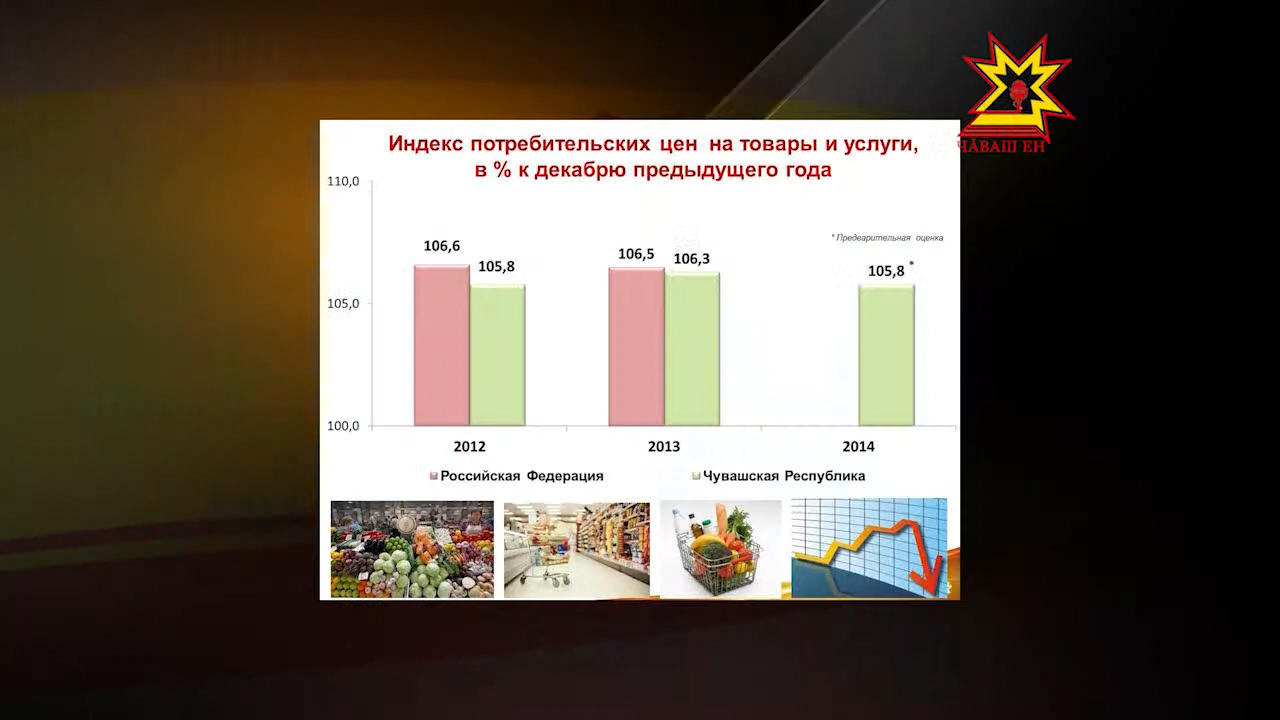 ЧӐВАШ ЕН
Индекс потребительских цен на товары и услуги,
в % к декабрю предыдущего года
110,0
* Предварительная оценка
106,6
105,8
106,5
106,3
105,8 *
105,0
100,0
2012
2013
2014
Российская Федерация
Чувашская Республика